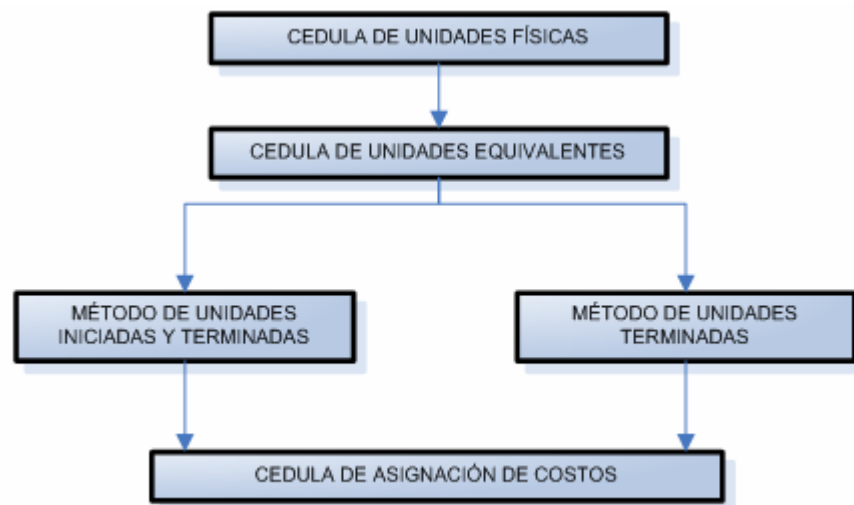 CEDULA DE UNIDADES FÍSICAS
CEDULA DE UNIDADES EQUIVALENTES
MÉTODO DE UNIDADES
INICIADAS Y TERMINADAS
MÉTODO DE UNIDADES
TERMINADAS
CEDULA DE ASIGNACIÓN DE COSTOS